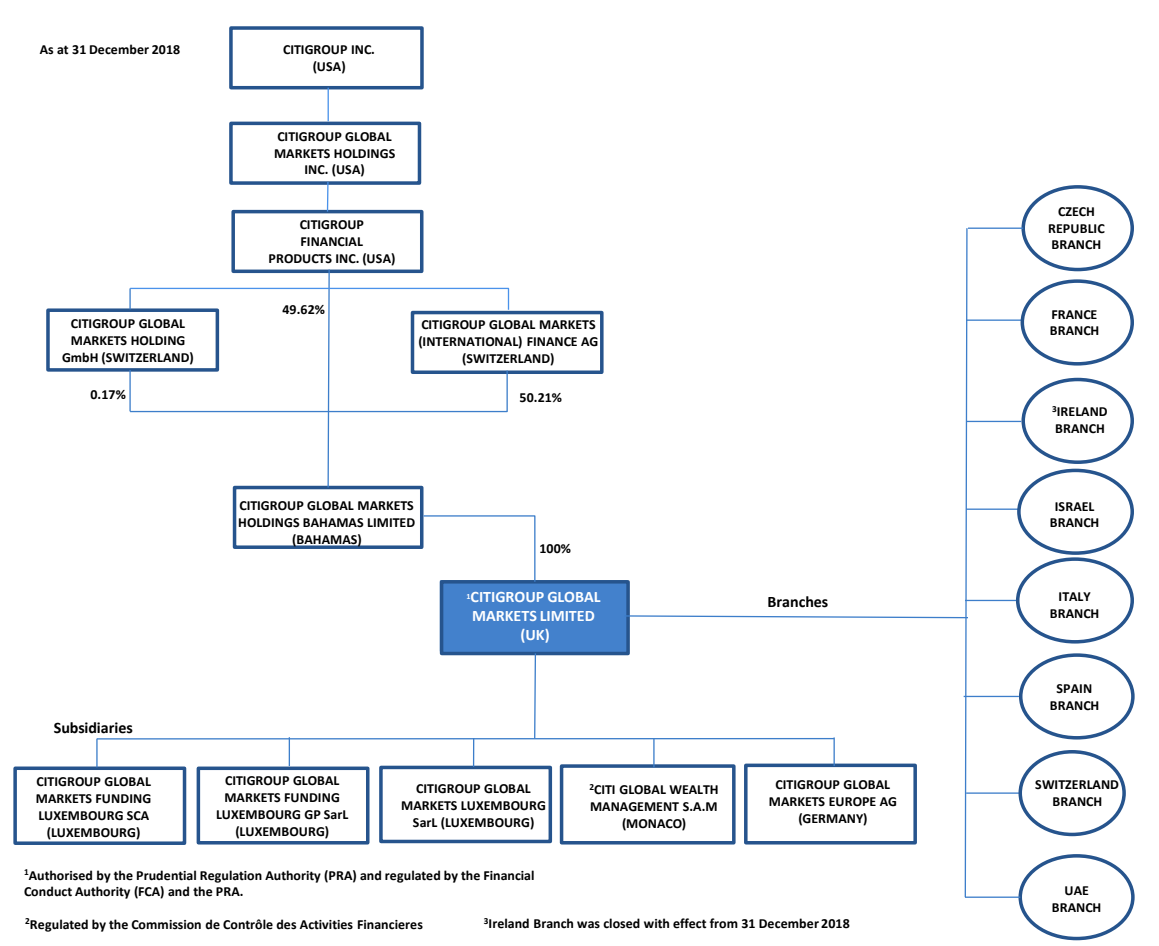 As at 31 December 2018
CITIGROUP INC.
(USA)
CITIGROUP GLOBAL
MARKETS HOLDINGS
INC. (USA)
CITIGROUP
FINANCIAL
PRODUCTS INC. (USA)
49.62%
CITIGROUP GLOBAL
MARKETS HOLDING
GmbH (SWITZERLAND)
CITIGROUP GLOBAL MARKETS
(INTERNATIONAL) FINANCE AG
(SWITZERLAND)
0.17%
50.21%
CITIGROUP GLOBAL MARKETS
HOLDINGS BAHAMAS LIMITED
(BAHAMAS)
100%
¹CITIGROUP GLOBAL
MARKETS LIMITED
(UK)
Branches
CZECH
REPUBLIC
BRANCH
FRANCE
BRANCH
³IRELAND
BRANCH
ISRAEL
BRANCH
ITALY
BRANCH
SPAIN
BRANCH
SWITZERLAND
BRANCH
UAE
BRANCH
Subsidiaries
CITIGROUP GLOBAL
MARKETS FUNDING
LUXEMBOURG SCA
(LUXEMBOURG)
CITIGROUP GLOBAL
MARKETS FUNDING
LUXEMBOURG GP SarL
(LUXEMBOURG)
CITIGROUP GLOBAL
MARKETS LUXEMBOURG
SarL (LUXEMBOURG)
²CITI GLOBAL WEALTH
MANAGEMENT S.A.M
(MONACO)
CITIGROUP GLOBAL
MARKETS EUROPE AG
(GERMANY)
¹Authorised by the Prudential Regulation Authority (PRA) and regulated by the Financial
Conduct Authority (FCA) and the PRA.
²Regulated by the Commission de Contrôle des Activities Financieres
³Ireland Branch was closed with effect from 31 December 2018